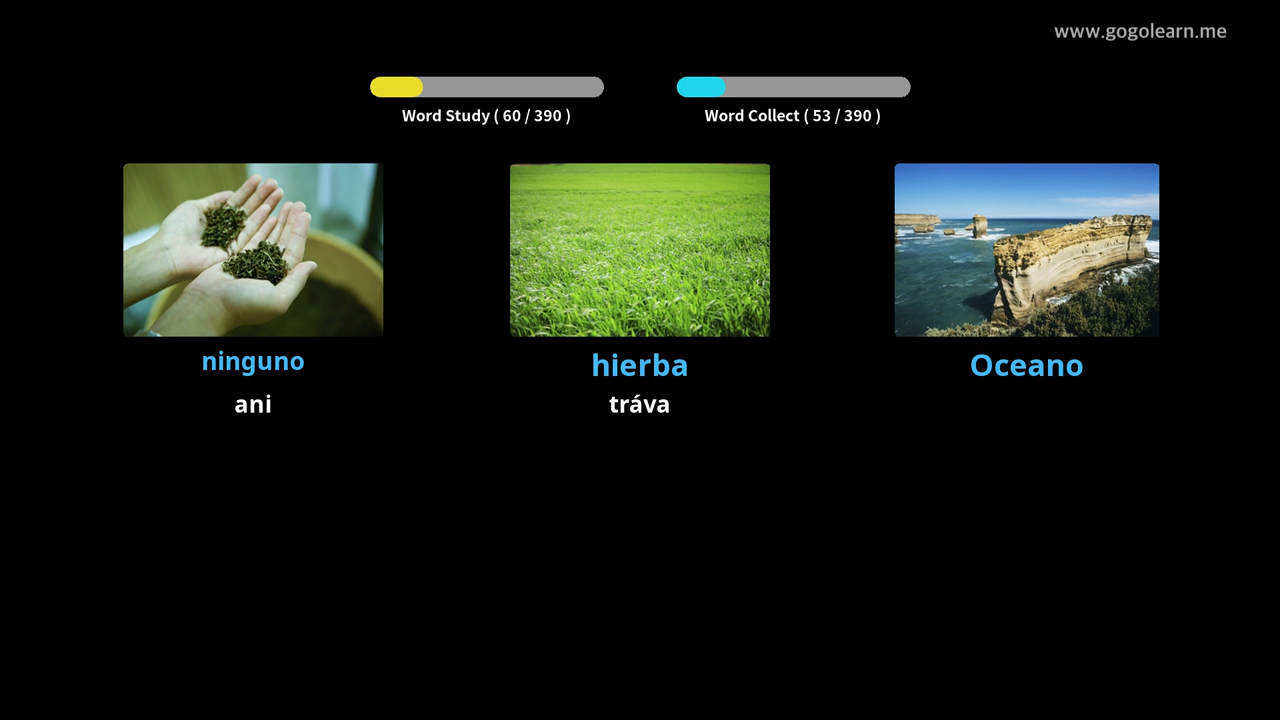 www.gogolearn.me
Word Study ( 60 / 390 )
Word Collect ( 53 / 390 )
ninguno
ani
hierba
tráva
Oceano